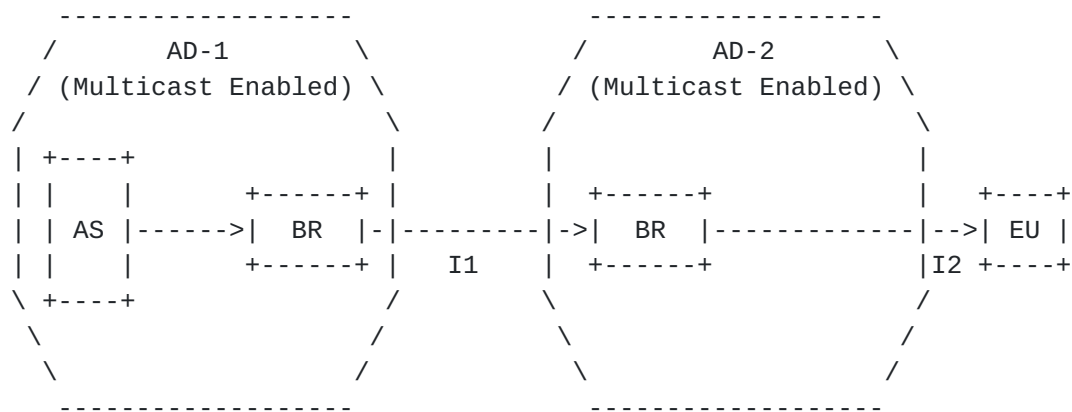 AD-1 AD-2
(Multicast Enabled) (Multicast Enabled)
AS BR BR EU
I1 I2